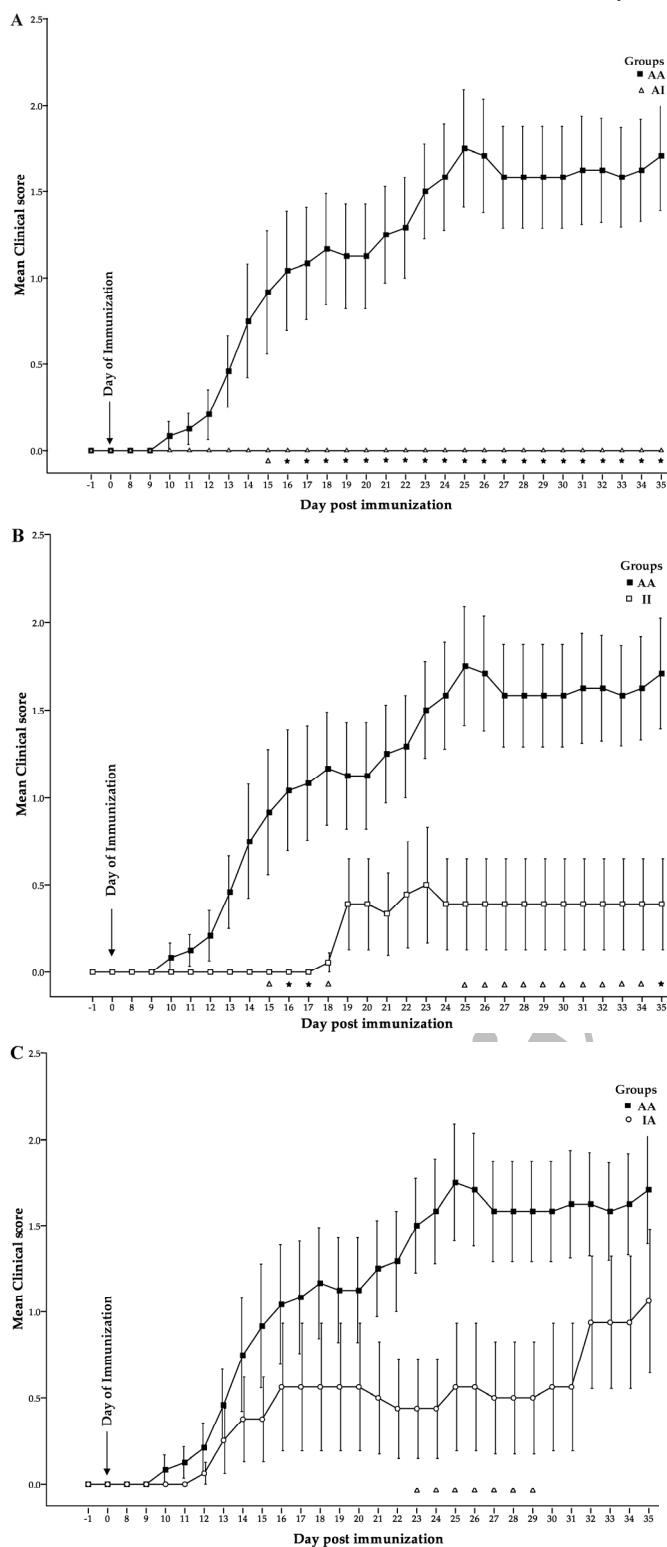 A
2.5
2.0
1.5
1.0
0.5
0.0
Mean Clinical score
Day of Immunization
Groups
AA
AI
-1 0 8 9 10 11 12 13 14 15 16 17 18 19 20 21 22 23 24 25 26 27 28 29 30 31 32 33 34 35
Day post immunization
B
2.5
2.0
1.5
1.0
0.5
0.0
Mean Clinical score
Day of Immunization
Groups
AA
II
-1 0 8 9 10 11 12 13 14 15 16 17 18 19 20 21 22 23 24 25 26 27 28 29 30 31 32 33 34 35
Day post immunization
C
2.5
2.0
1.5
1.0
0.5
0.0
Mean Clinical score
Day of Immunization
Groups
AA
IA
-1 0 8 9 10 11 12 13 14 15 16 17 18 19 20 21 22 23 24 25 26 27 28 29 30 31 32 33 34 35
Day post immunization